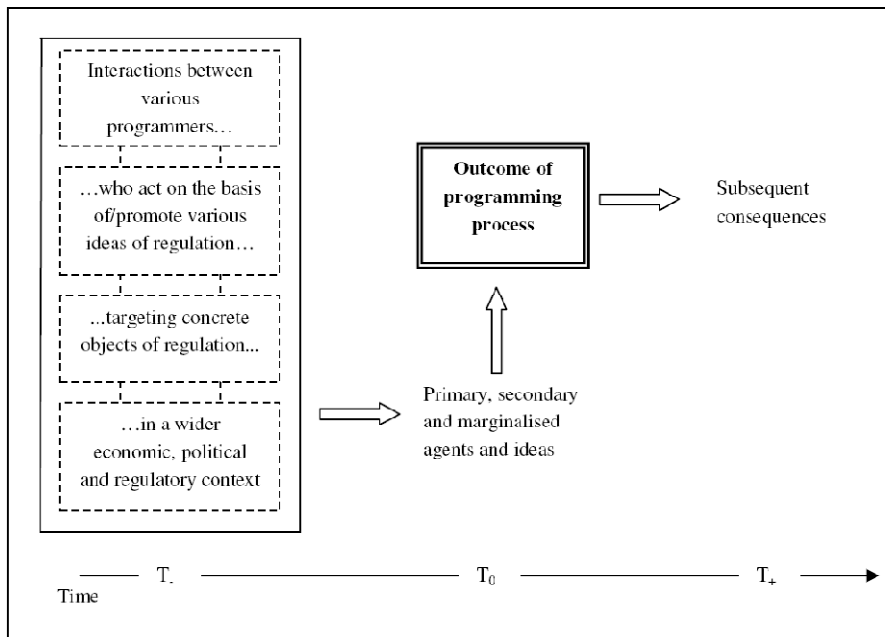 Interactions between
various
programmers…
…who act on the basis
of/promote various
ideas of regulation…
...targeting concrete
objects of regulation...
…in a wider
economic, political
and regulatory context
Primary, secondary
and marginalised
agents and ideas
Outcome of
programming
process
Subsequent
consequences
T-
T0
T+
Time